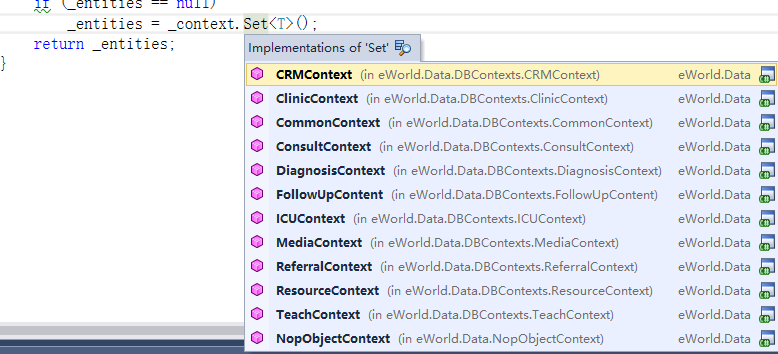 if (_entities == null)
_entities = _context.Set<T>();
return _entities;
}
Implementations of 'Set'
CRMContext (in eWorld.Data.DBContexts.CRMContext) eWorld.Data
ClinicContext (in eWorld.Data.DBContexts.ClinicContext) eWorld.Data
CommonContext (in eWorld.Data.DBContexts.CommonContext) eWorld.Data
ConsultContext (in eWorld.Data.DBContexts.ConsultContext) eWorld.Data
DiagnosisContext (in eWorld.Data.DBContexts.DiagnosisContext) eWorld.Data
FollowUpContent (in eWorld.Data.DBContexts.FollowUpContent) eWorld.Data
ICUContext (in eWorld.Data.DBContexts.ICUContext) eWorld.Data
MediaContext (in eWorld.Data.DBContexts.MediaContext) eWorld.Data
ReferralContext (in eWorld.Data.DBContexts.ReferralContext) eWorld.Data
ResourceContext (in eWorld.Data.DBContexts.ResourceContext) eWorld.Data
TeachContext (in eWorld.Data.DBContexts.TeachContext) eWorld.Data
NopObjectContext (in eWorld.Data.NopObjectContext) eWorld.Data